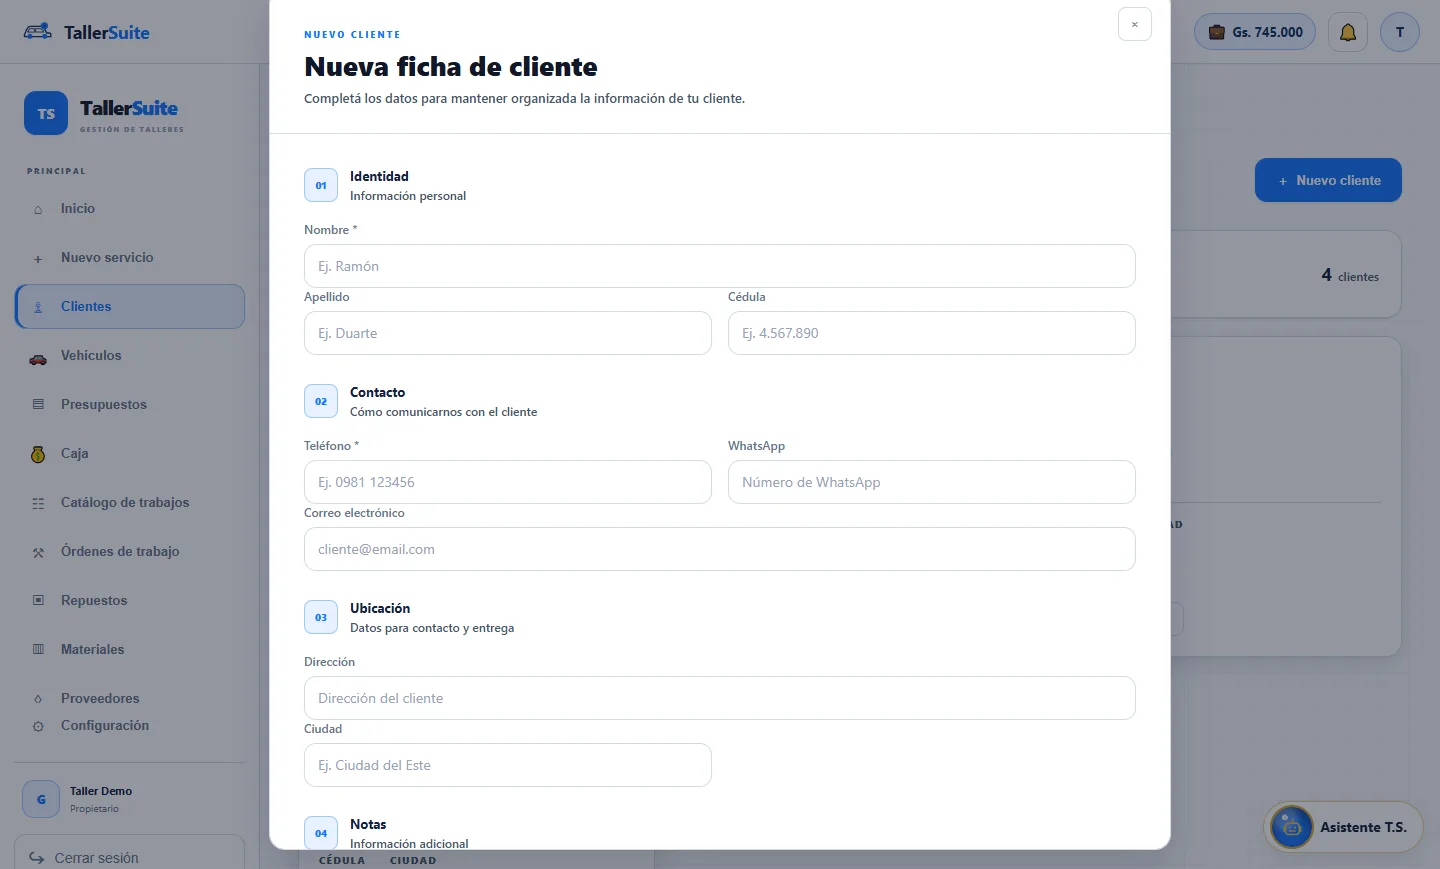 TallerSuite
Gs. 745.000
T
TS
TallerSuite
GESTIÓN DE TALLERES
PRINCIPAL
Inicio
+ Nuevo servicio
Clientes
Vehículos
Presupuestos
Caja
Catálogo de trabajos
Órdenes de trabajo
Repuestos
Materiales
Proveedores
Configuración
G
Taller Demo
Propietario
Cerrar sesión
NUEVO CLIENTE
×
Nueva ficha de cliente
Completá los datos para mantener organizada la información de tu cliente.
01
Identidad
Información personal
Nombre *
Ej. Ramón
Apellido
Cédula
Ej. Duarte
Ej. 4.567.890
02
Contacto
Cómo comunicarnos con el cliente
Teléfono *
WhatsApp
Ej. 0981 123456
Número de WhatsApp
Correo electrónico
cliente@email.com
03
Ubicación
Datos para contacto y entrega
Dirección
Dirección del cliente
Ciudad
Ej. Ciudad del Este
04
Notas
Información adicional
CÉDULA CIUDAD
+ Nuevo cliente
4 clientes
AD
Asistente T.S.